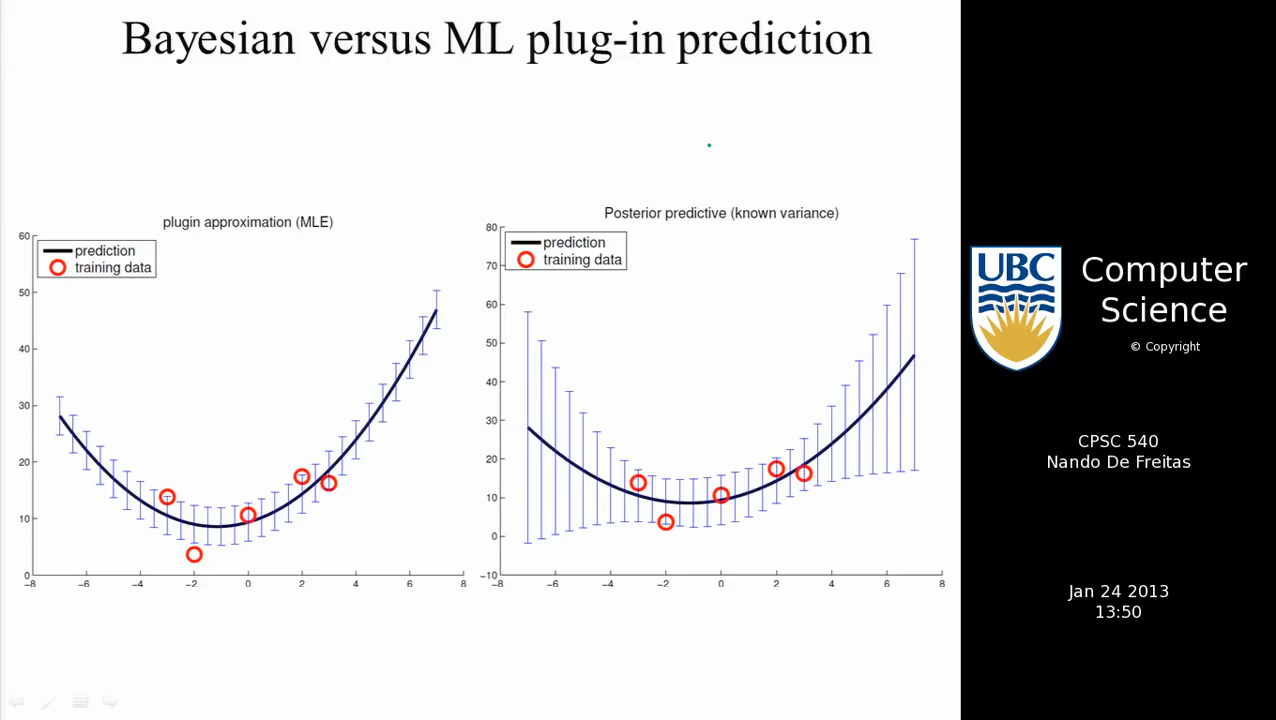 Bayesian versus ML plug-in prediction
plugin approximation (MLE)
prediction
training data
60
50
40
30
20
10
0
-8 -6 -4 -2 0 2 4 6 8
Posterior predictive (known variance)
prediction
training data
80
70
60
50
40
30
20
10
0
-10
-8 -6 -4 -2 0 2 4 6 8
UBC
Computer
Science
© Copyright
CPSC 540
Nando De Freitas
Jan 24 2013
13:50